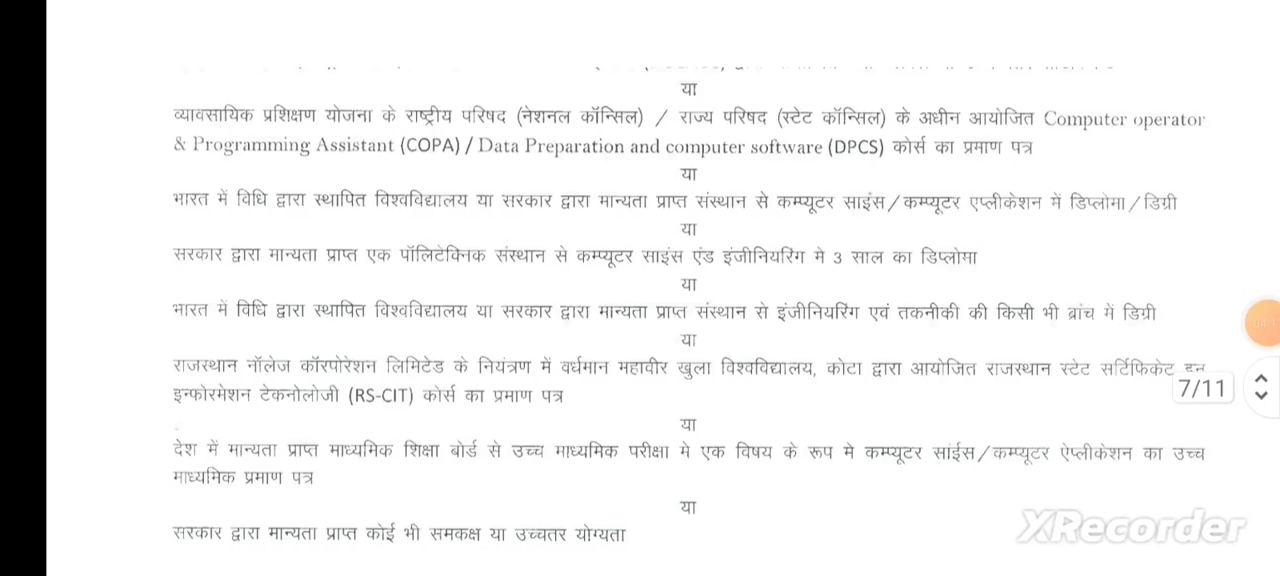 या
व्यावसायिक प्रशिक्षण योजना के राष्ट्रीय परिषद (नेशनल कॉन्सिल) / राज्य परिषद (स्टेट कॉन्सिल) के अधीन आयोजित Computer operator
& Programming Assistant (COPA) / Data Preparation and computer software (DPCS) कोर्स का प्रमाण पत्र
या
भारत में विधि द्वारा स्थापित विश्वविद्यालय या सरकार द्वारा मान्यता प्राप्त संस्थान से कम्प्यूटर साइंस/कम्प्यूटर एप्लीकेशन में डिप्लोमा/डिग्री
या
सरकार द्वारा मान्यता प्राप्त एक पॉलिटेक्निक संस्थान से कम्प्यूटर साइंस एंड इंजीनियरिंग मे 3 साल का डिप्लोमा
या
भारत में विधि द्वारा स्थापित विश्वविद्यालय या सरकार द्वारा मान्यता प्राप्त संस्थान से इंजीनियरिंग एवं तकनीकी की किसी भी ब्रांच में डिग्री
या
राजस्थान नॉलेज कॉरपोरेशन लिमिटेड के नियंत्रण में वर्धमान महावीर खुला विश्वविद्यालय, कोटा द्वारा आयोजित राजस्थान स्टेट सर्टिफिकेट इन
7/11
इन्फोरमेशन टेकनोलोजी (RS-CIT) कोर्स का प्रमाण पत्र
या
देश में मान्यता प्राप्त माध्यमिक शिक्षा बोर्ड से उच्च माध्यमिक परीक्षा मे एक विषय के रूप मे कम्प्यूटर सांईस/कम्प्यूटर ऐप्लीकेशन का उच्च
माध्यमिक प्रमाण पत्र
या
सरकार द्वारा मान्यता प्राप्त कोई भी समकक्ष या उच्चतर योग्यता
XRecorder